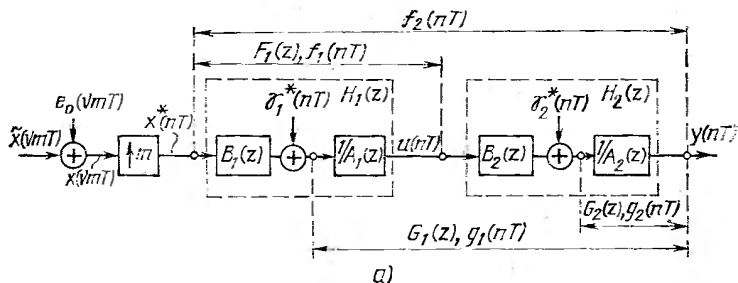 f₂(nT)
F₁(z), f₁(nT)
e₀(νmT)
x*(nT)
γ₁*(nT)
H₁(z)
γ₂*(nT)
H₂(z)
x̃(νmT)
+
↑m
B₁(z)
+
1/A₁(z)
u(nT)
B₂(z)
+
1/A₂(z)
y(nT)
x(νmT)
G₂(z), g₂(nT)
G₁(z), g₁(nT)
а)